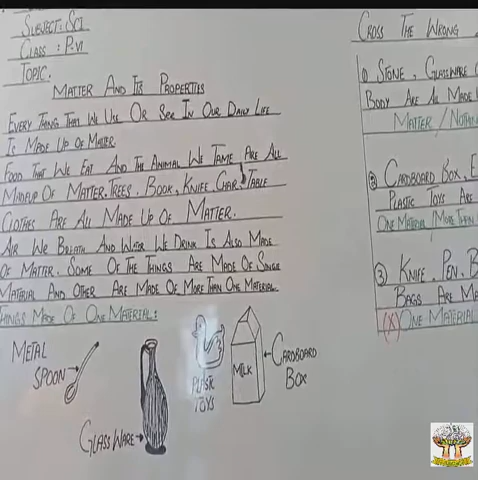 SUBJECT: SCI
CLASS : P-VI
TOPIC.
MATTER AND ITS PROPERTIES
EVERY THING THAT WE USE OR SEE IN OUR DAILY LIFE
IS MADE UP OF MATTER
FOOD THAT WE EAT AND THE ANIMAL WE TAME ARE ALL
MADEUP OF MATTER. TREES. BOOK, KNIFE CHAR. TABLE
CLOTHES ARE ALL MADE UP OF MATTER.
AIR WE BREATH AND WATER WE DRINK IS ALSO MADE
OF MATTER. SOME OF THE THINGS ARE MADE OF SINGLE
MATERIAL AND OTHER ARE MADE OF MORE THAN ONE MATERIAL.
THINGS MADE OF ONE MATERIAL:
METAL
SPOON
GLASS WARE
PLASTIC
TOYS
MILK
CARDBOARD
BOX
CROSS THE WRONG
① STONE, GLASSWARE
BODY ARE ALL MADE
MATTER / NOTHIN
② CARDBOARD BOX, E
PLASTIC TOYS ARE
ONE MATERIAL / MORE THAN
③ KNIFE. PEN. B
BAGS ARE MA
(X) ONE MATERIAL